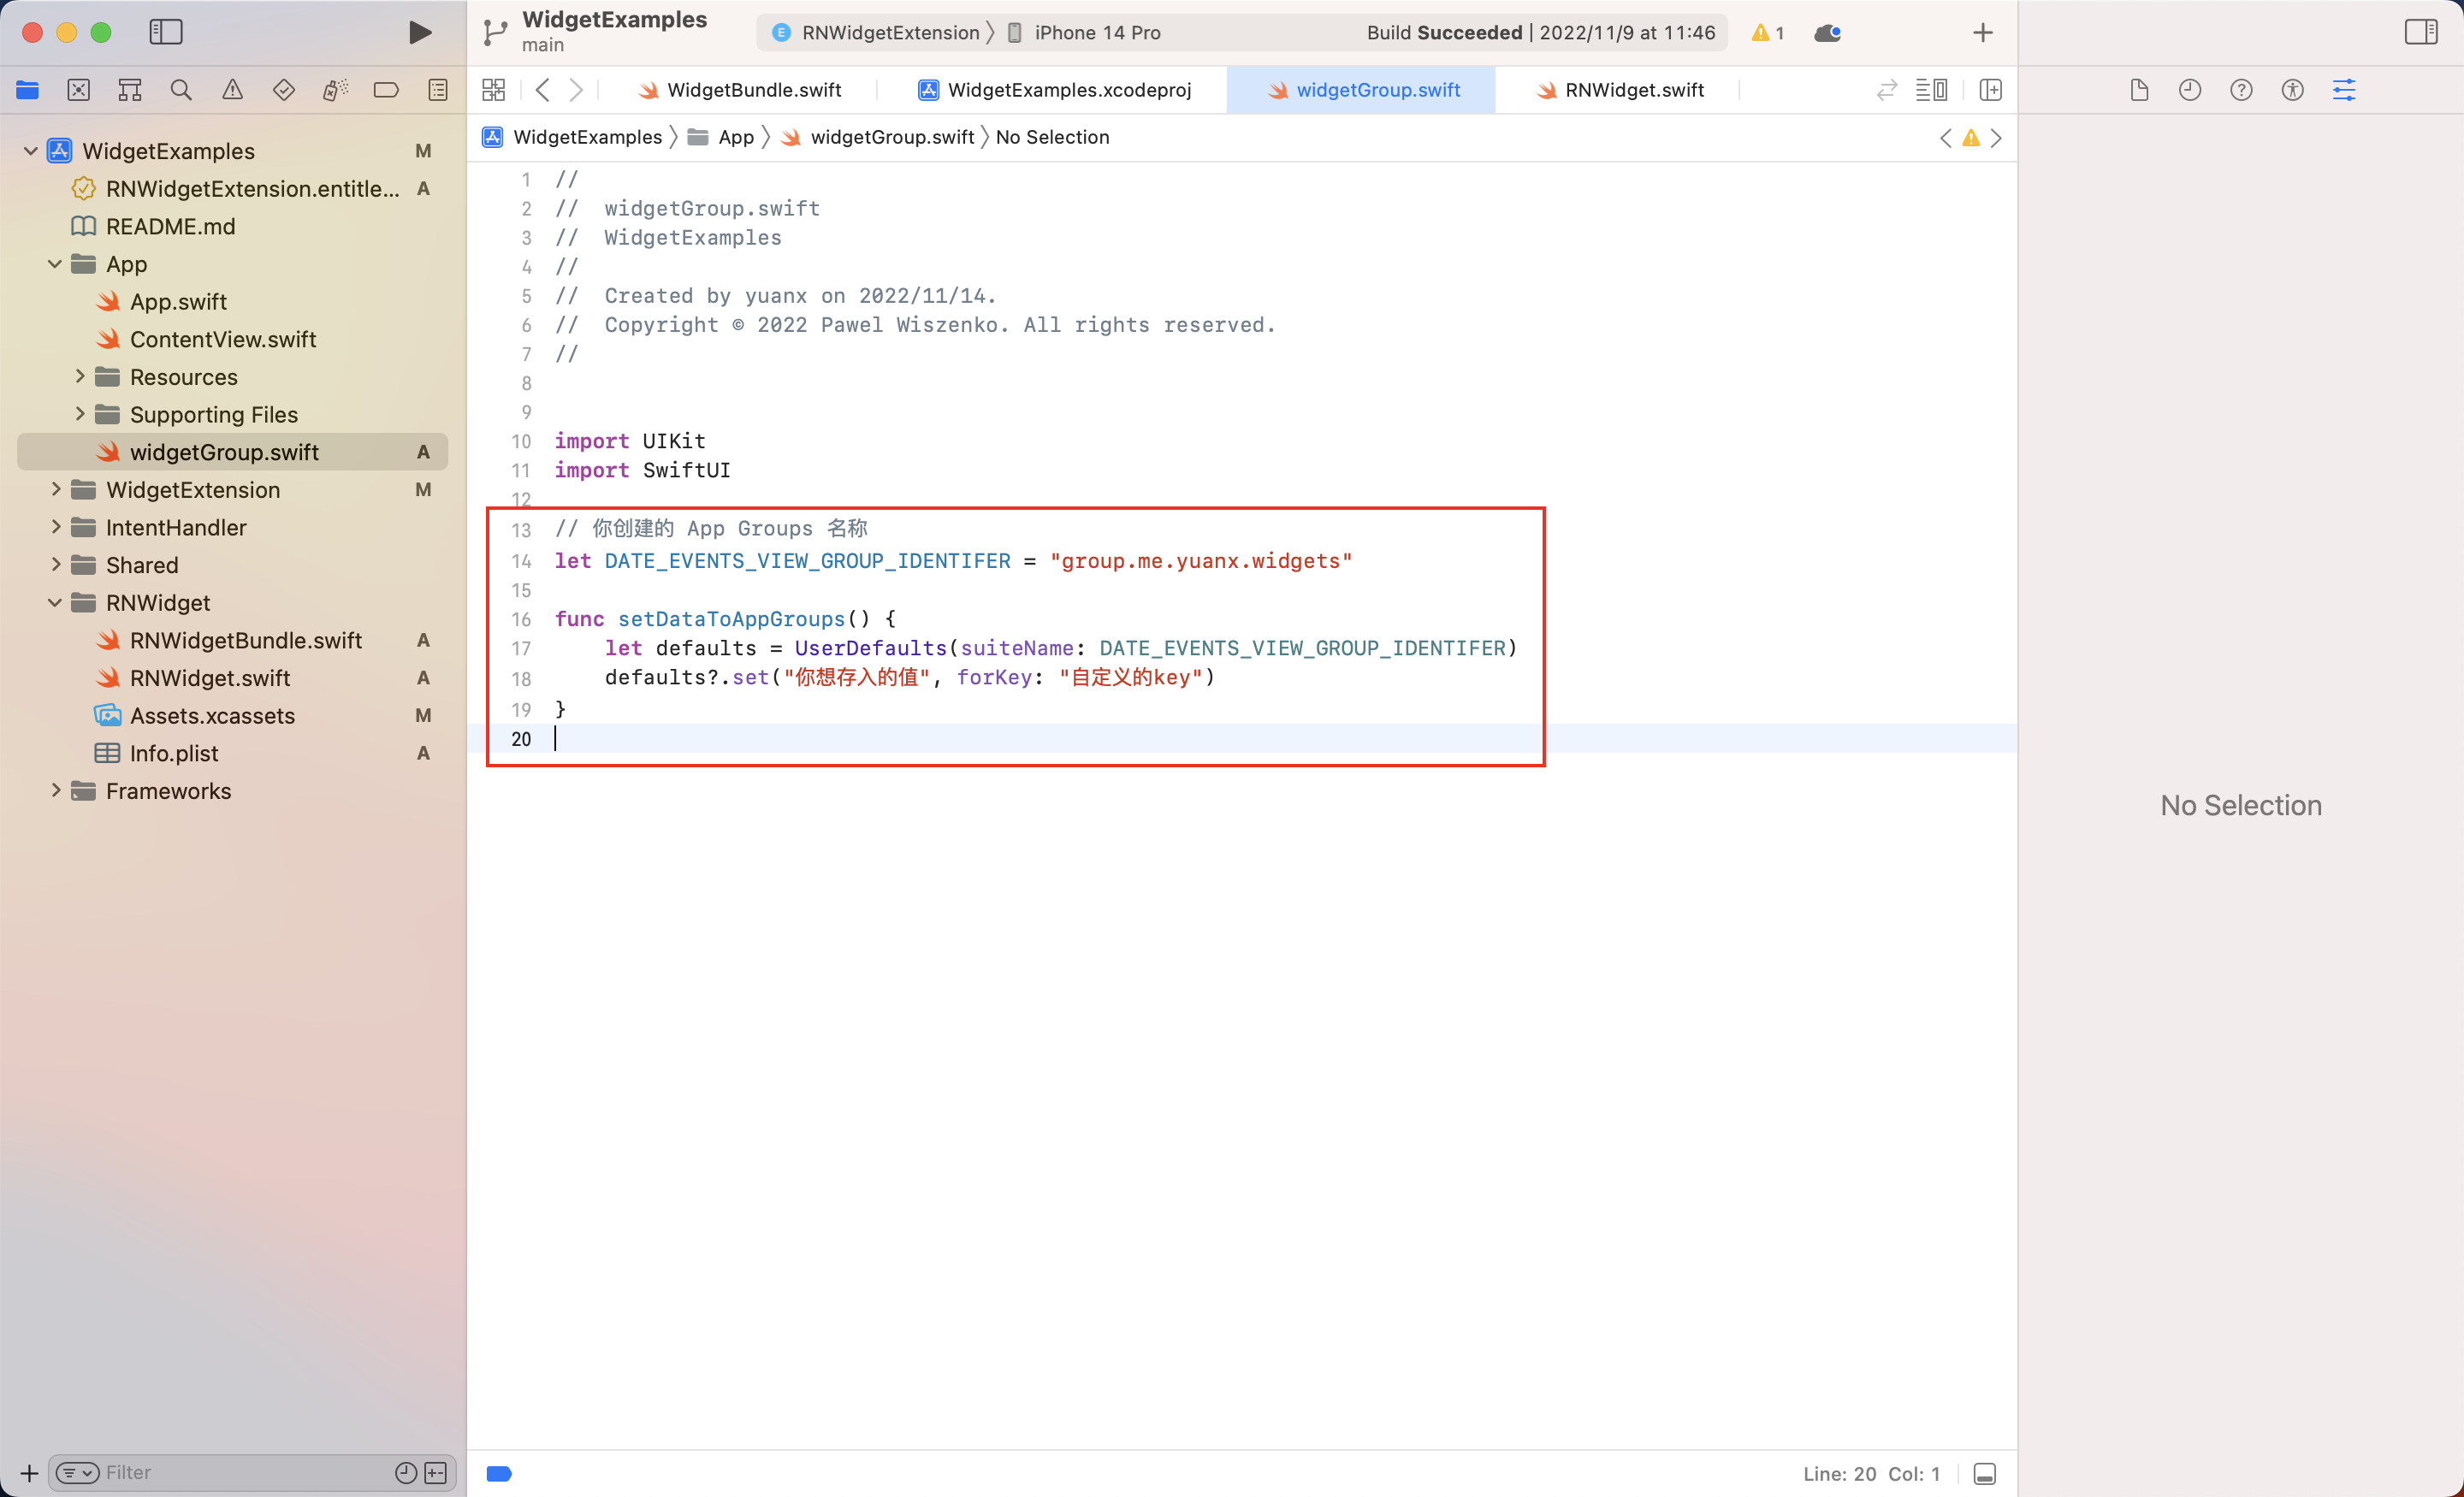 WidgetExamples
main
RNWidgetExtension 〉 iPhone 14 Pro
Build Succeeded | 2022/11/9 at 11:46
1
WidgetBundle.swift
WidgetExamples.xcodeproj
widgetGroup.swift
RNWidget.swift
WidgetExamples 〉 App 〉 widgetGroup.swift 〉 No Selection
WidgetExamples M
RNWidgetExtension.entitle... A
README.md
App
App.swift
ContentView.swift
Resources
Supporting Files
widgetGroup.swift A
WidgetExtension M
IntentHandler
Shared
RNWidget
RNWidgetBundle.swift A
RNWidget.swift A
Assets.xcassets M
Info.plist A
Frameworks
Filter
1 //
2 //  widgetGroup.swift
3 //  WidgetExamples
4 //
5 //  Created by yuanx on 2022/11/14.
6 //  Copyright © 2022 Pawel Wiszenko. All rights reserved.
7 //
8
9
10 import UIKit
11 import SwiftUI
12
13 // 你创建的 App Groups 名称
14 let DATE_EVENTS_VIEW_GROUP_IDENTIFER = "group.me.yuanx.widgets"
15
16 func setDataToAppGroups() {
17     let defaults = UserDefaults(suiteName: DATE_EVENTS_VIEW_GROUP_IDENTIFER)
18     defaults?.set("你想存入的值", forKey: "自定义的key")
19 }
20
Line: 20 Col: 1
No Selection